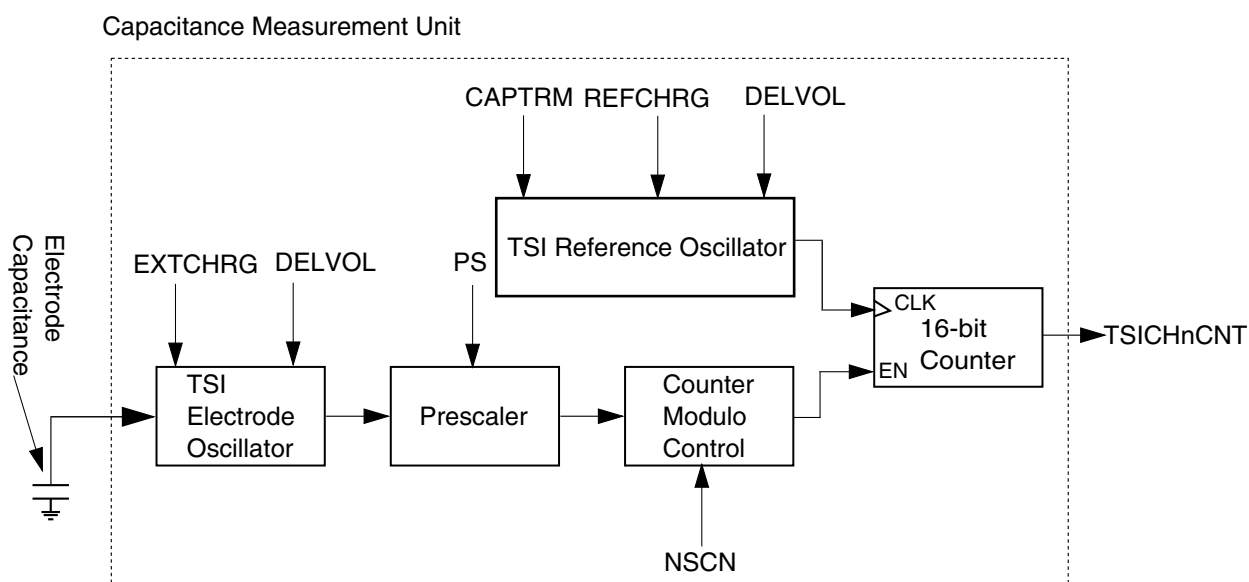 Capacitance Measurement Unit
CAPTRM REFCHRG DELVOL
TSI Reference Oscillator
Electrode
Capacitance
EXTCHRG DELVOL
PS
CLK
16-bit
Counter
EN
TSICHnCNT
TSI
Electrode
Oscillator
Prescaler
Counter
Modulo
Control
NSCN